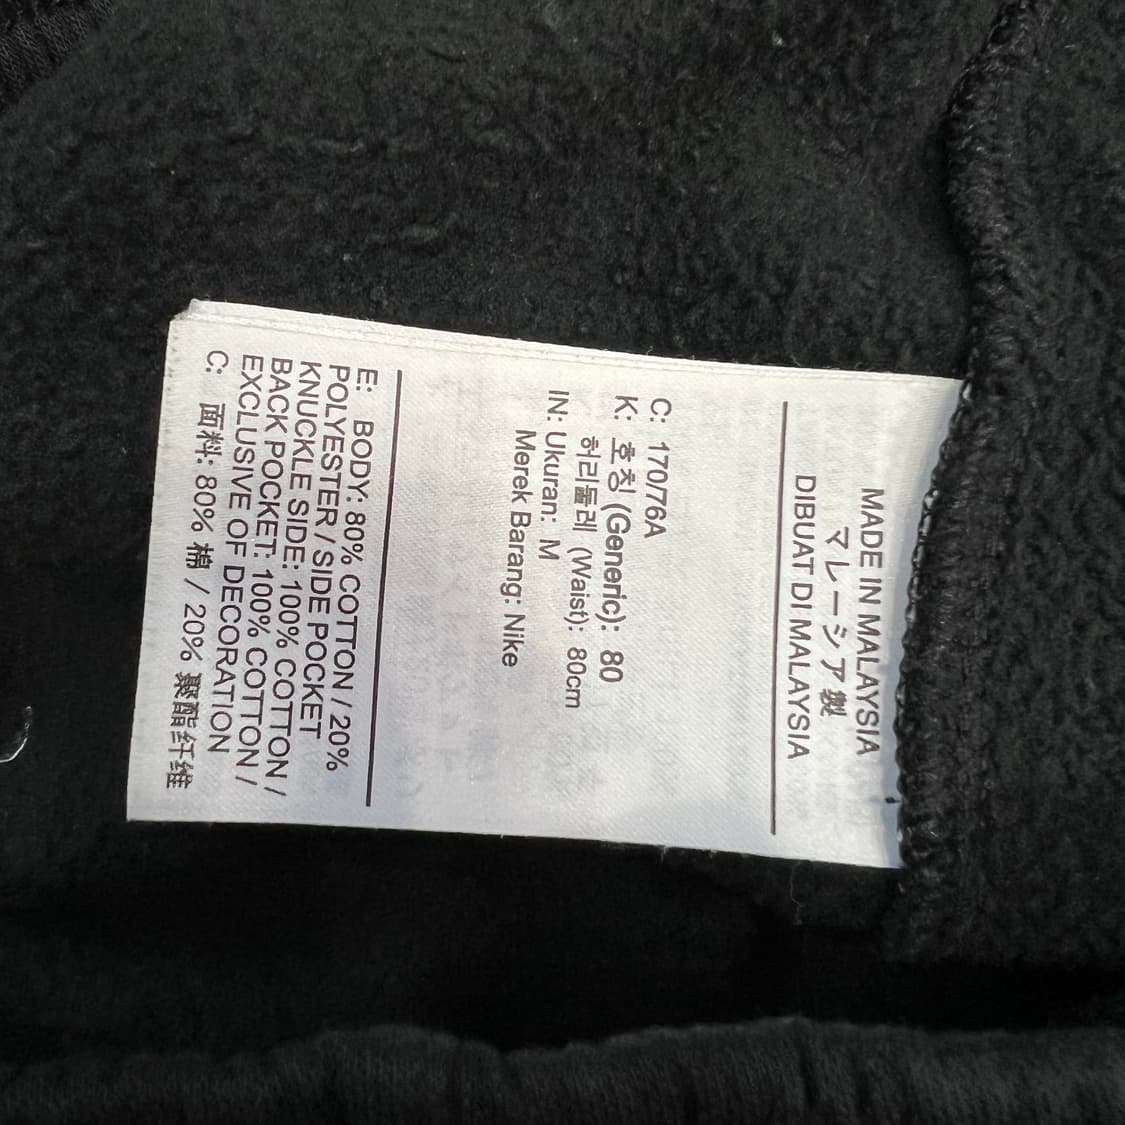 MADE IN MALAYSIA
マレーシア製
DIBUAT DI MALAYSIA
C: 170/76A
K: 호칭 (Generic): 80
허리둘레 (Waist): 80cm
IN: Ukuran: M
Merek Barang: Nike
E: BODY: 80% COTTON / 20%
POLYESTER / SIDE POCKET
KNUCKLE SIDE: 100% COTTON /
BACK POCKET: 100% COTTON /
EXCLUSIVE OF DECORATION
C: 面料: 80% 棉 / 20% 聚酯纤维